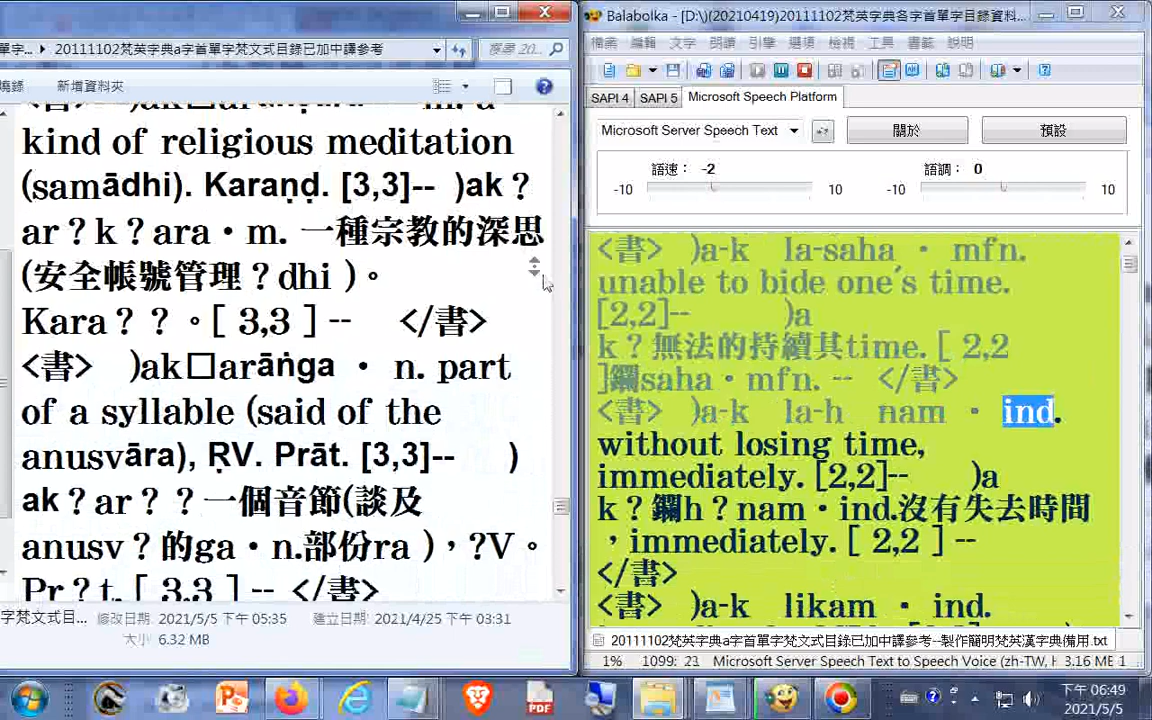 單字... ▸ 20111102梵英字典a字首單字梵文式目錄已加中譯參考
搜尋 20...
燒錄 新增資料夾
kind of religious meditation
(samādhi). Karaṇḍ. [3,3]-- )ak？
ar？k？ara‧m. 一種宗教的深思
(安全帳號管理？dhi )。
Kara？？。[ 3,3 ] -- </書>
<書> )ak□arāṅga ‧ n. part
of a syllable (said of the
anusvāra), ṚV. Prāt. [3,3]-- )
ak？ar？？一個音節(談及
anusv？的ga‧n.部份ra )，?V。
Pr？t. [ 3,3 ] -- </書>
字梵文式目... 修改日期: 2021/5/5 下午 05:35 建立日期: 2021/4/25 下午 03:31
大小: 6.32 MB
Balabolka - [D:\)(20210419)20111102梵英字典各字首單字目錄資料...
檔案 編輯 文字 朗讀 引擎 選項 檢視 工具 書籤 說明
SAPI 4 SAPI 5 Microsoft Speech Platform
Microsoft Server Speech Text 關於 預設
語速: -2 語調: 0
-10 10 -10 10
<書> )a-k la-saha ‧ mfn.
unable to bide one's time.
[2,2]-- )a
k？無法的持續其time. [ 2,2
]鑭saha‧mfn. -- </書>
<書> )a-k la-h nam ‧ ind.
without losing time,
immediately. [2,2]-- )a
k？鑭h？nam‧ind.沒有失去時間
，immediately. [ 2,2 ] --
</書>
<書> )a-k likam ‧ ind.
20111102梵英字典a字首單字梵文式目錄已加中譯參考--製作簡明梵英漢字典備用.txt
1% 1099: 21 Microsoft Server Speech Text to Speech Voice (zh-TW, H 3.16 ME 1
下午 06:49
2021/5/5